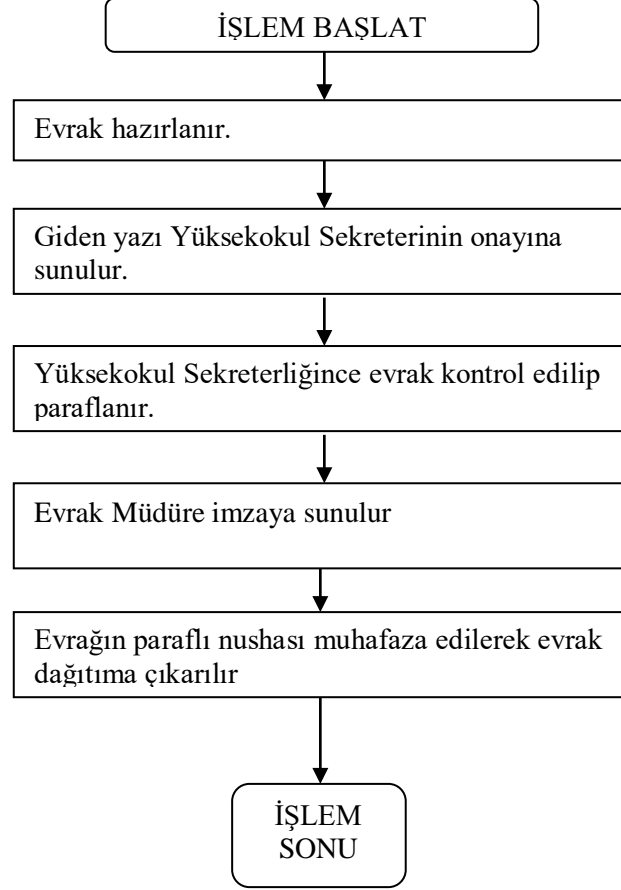 İŞLEM BAŞLAT
Evrak hazırlanır.
Giden yazı Yüksekokul Sekreterinin onayına
sunulur.
Yüksekokul Sekreterliğince evrak kontrol edilip
paraflanır.
Evrak Müdüre imzaya sunulur
Evrağın paraflı nushası muhafaza edilerek evrak
dağıtıma çıkarılır
İŞLEM
SONU